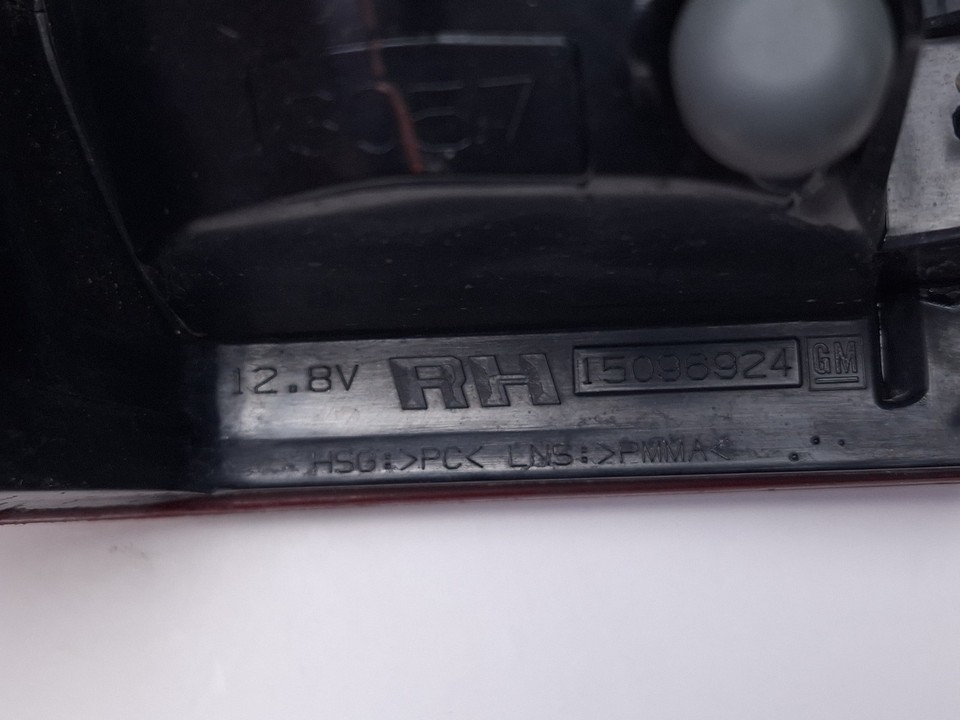 12.8V RH 15096924 GM
HSG:>PC< LNS:>PMMA<